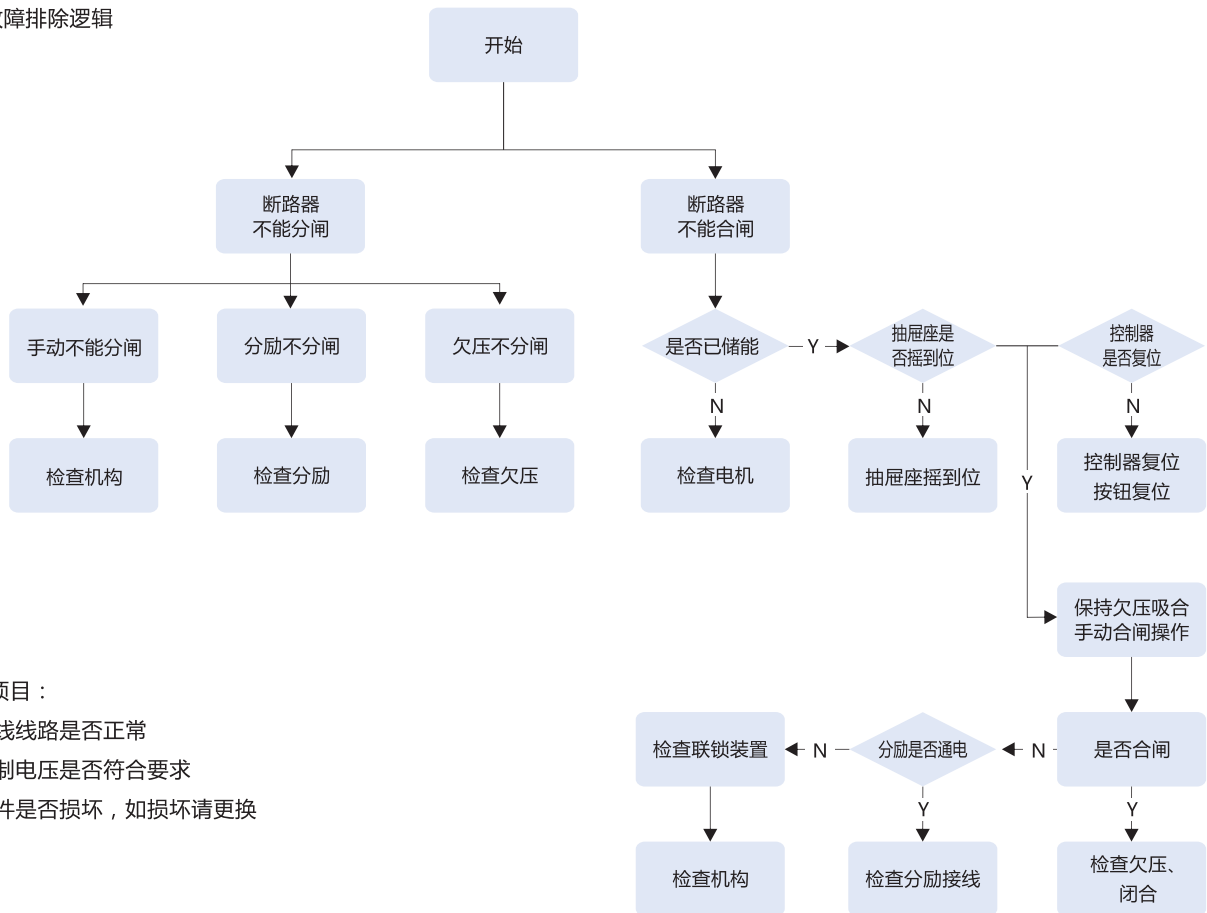 障排除逻辑
开始
断路器
不能分闸
断路器
不能合闸
手动不能分闸
分励不分闸
欠压不分闸
是否已储能
Y
抽屉座是
否摇到位
控制器
是否复位
N
N
N
检查机构
检查分励
检查欠压
检查电机
抽屉座摇到位
控制器复位
按钮复位
Y
保持欠压吸合
手动合闸操作
项目：
线线路是否正常
制电压是否符合要求
件是否损坏，如损坏请更换
检查联锁装置
N
分励是否通电
N
是否合闸
Y
Y
检查机构
检查分励接线
检查欠压、
闭合